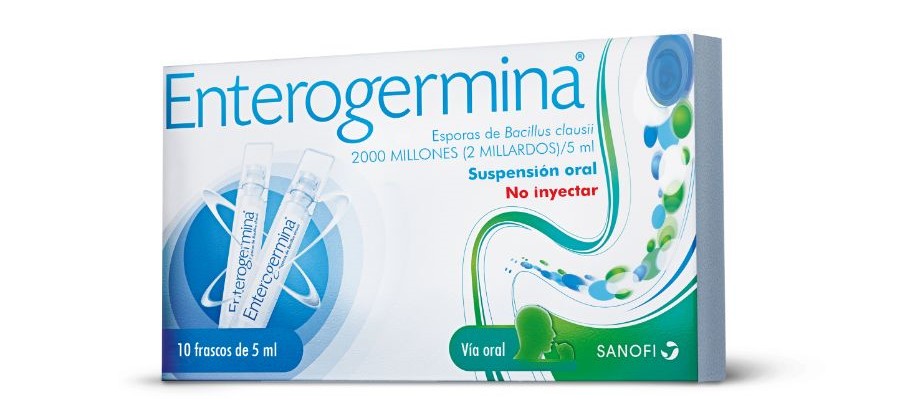 Enterogermina®
Esporas de Bacillus clausii
2000 MILLONES (2 MILLARDOS)/5 ml
Suspensión oral
No inyectar
Enterogermina
Enterogermina®
10 frascos de 5 ml
Vía oral
SANOFI